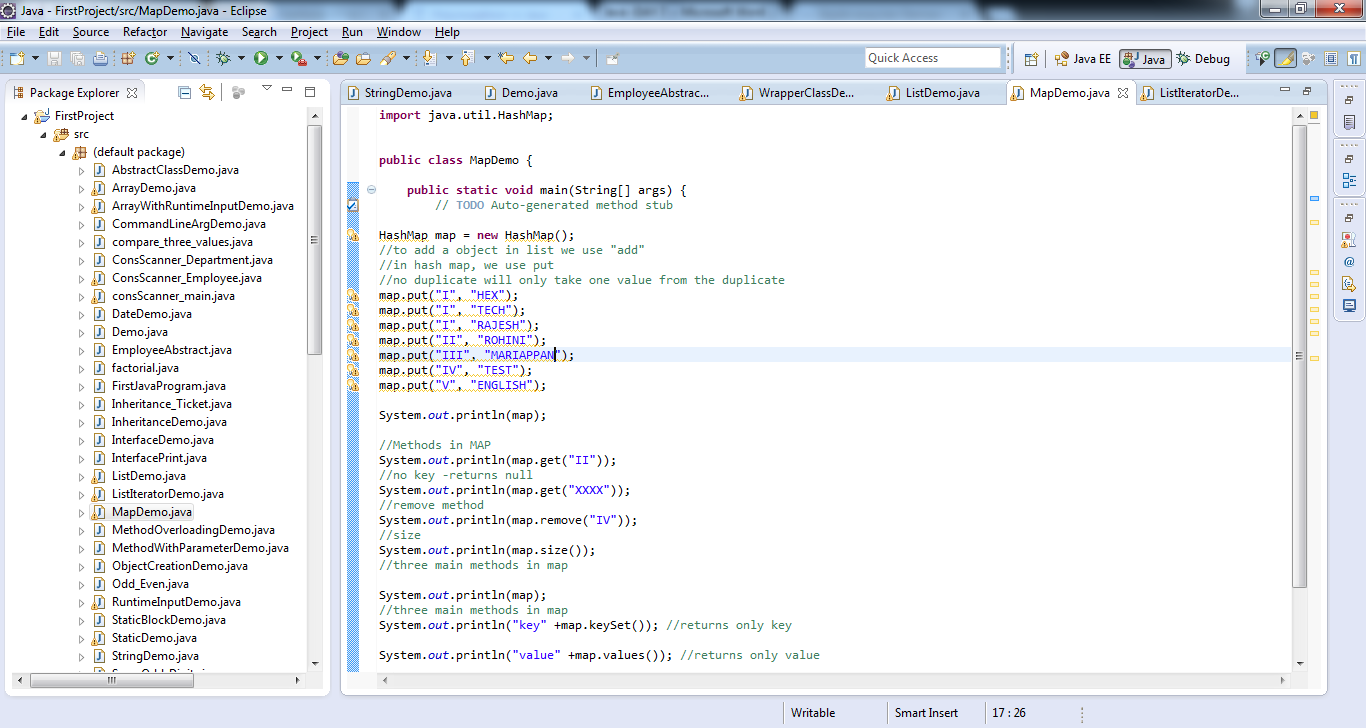 Java - FirstProject/src/MapDemo.java - Eclipse
File Edit Source Refactor Navigate Search Project Run Window Help
Quick Access
Java EE
Java
Debug
Package Explorer
FirstProject
src
(default package)
AbstractClassDemo.java
ArrayDemo.java
ArrayWithRuntimeInputDemo.java
CommandLineArgDemo.java
compare_three_values.java
ConsScanner_Department.java
ConsScanner_Employee.java
consScanner_main.java
DateDemo.java
Demo.java
EmployeeAbstract.java
factorial.java
FirstJavaProgram.java
Inheritance_Ticket.java
InheritanceDemo.java
InterfaceDemo.java
InterfacePrint.java
ListDemo.java
ListIteratorDemo.java
MapDemo.java
MethodOverloadingDemo.java
MethodWithParameterDemo.java
ObjectCreationDemo.java
Odd_Even.java
RuntimeInputDemo.java
StaticBlockDemo.java
StaticDemo.java
StringDemo.java
StringDemo.java Demo.java EmployeeAbstrac... WrapperClassDe... ListDemo.java MapDemo.java ListIteratorDe...
import java.util.HashMap;
public class MapDemo {
public static void main(String[] args) {
// TODO Auto-generated method stub
HashMap map = new HashMap();
//to add a object in list we use "add"
//in hash map, we use put
//no duplicate will only take one value from the duplicate
map.put("I", "HEX");
map.put("I", "TECH");
map.put("I", "RAJESH");
map.put("II", "ROHINI");
map.put("III", "MARIAPPAN");
map.put("IV", "TEST");
map.put("V", "ENGLISH");
System.out.println(map);
//Methods in MAP
System.out.println(map.get("II"));
//no key -returns null
System.out.println(map.get("XXXX"));
//remove method
System.out.println(map.remove("IV"));
//size
System.out.println(map.size());
//three main methods in map
System.out.println(map);
//three main methods in map
System.out.println("key" +map.keySet()); //returns only key
System.out.println("value" +map.values()); //returns only value
Writable
Smart Insert
17 : 26